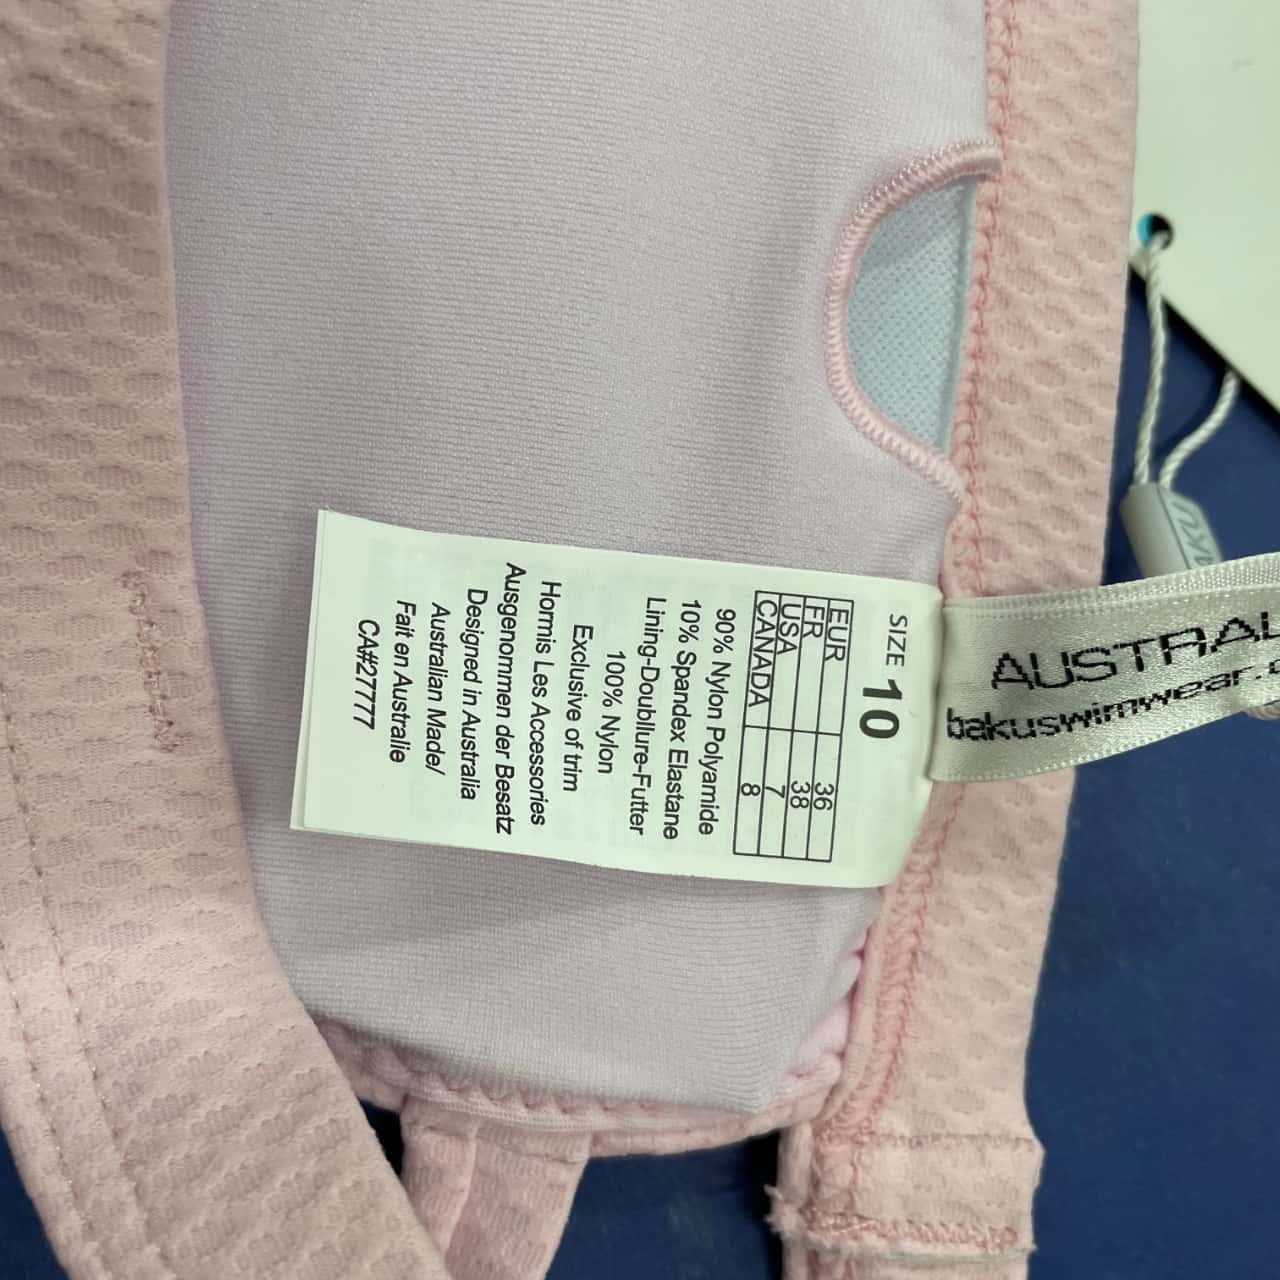 AUSTRAL
bakuswimwear.
SIZE 10
EUR 36
FR 38
USA 7
CANADA 8
90% Nylon Polyamide
10% Spandex Elastane
Lining-Doubllure-Futter
100% Nylon
Exclusive of trim
Hormis Les Accessories
Ausgenommen der Besatz
Designed in Australia
Australian Made/
Fait en Australie
CA#27777